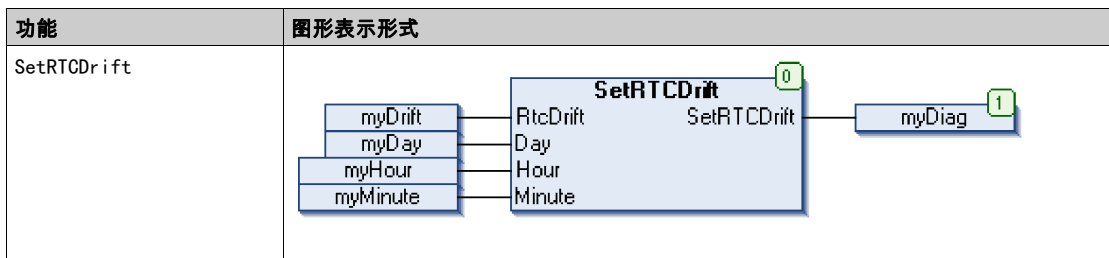 功能 图形表示形式
SetRTCDrift
0
SetRTCDrift
myDrift RtcDrift SetRTCDrift myDiag 1
myDay Day
myHour Hour
myMinute Minute